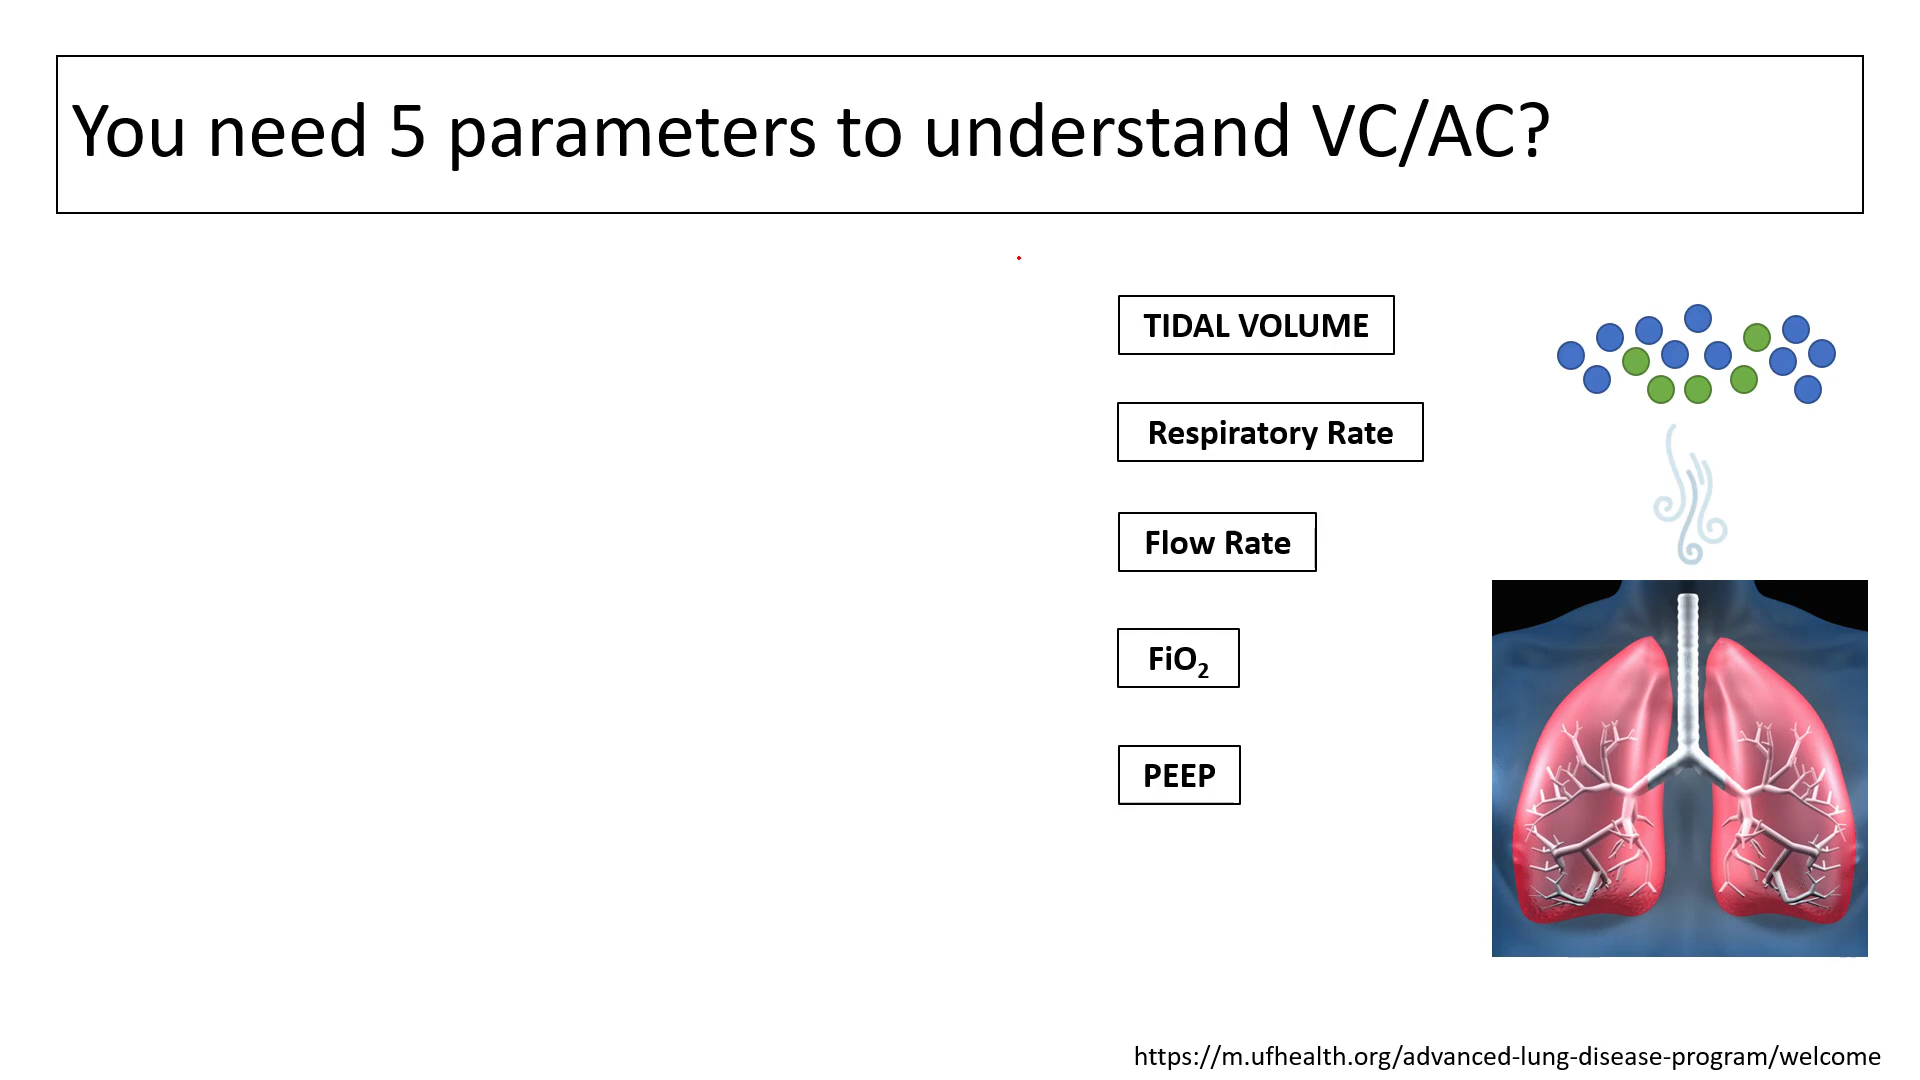 You need 5 parameters to understand VC/AC?
TIDAL VOLUME
Respiratory Rate
Flow Rate
FiO₂
PEEP
https://m.ufhealth.org/advanced-lung-disease-program/welcome